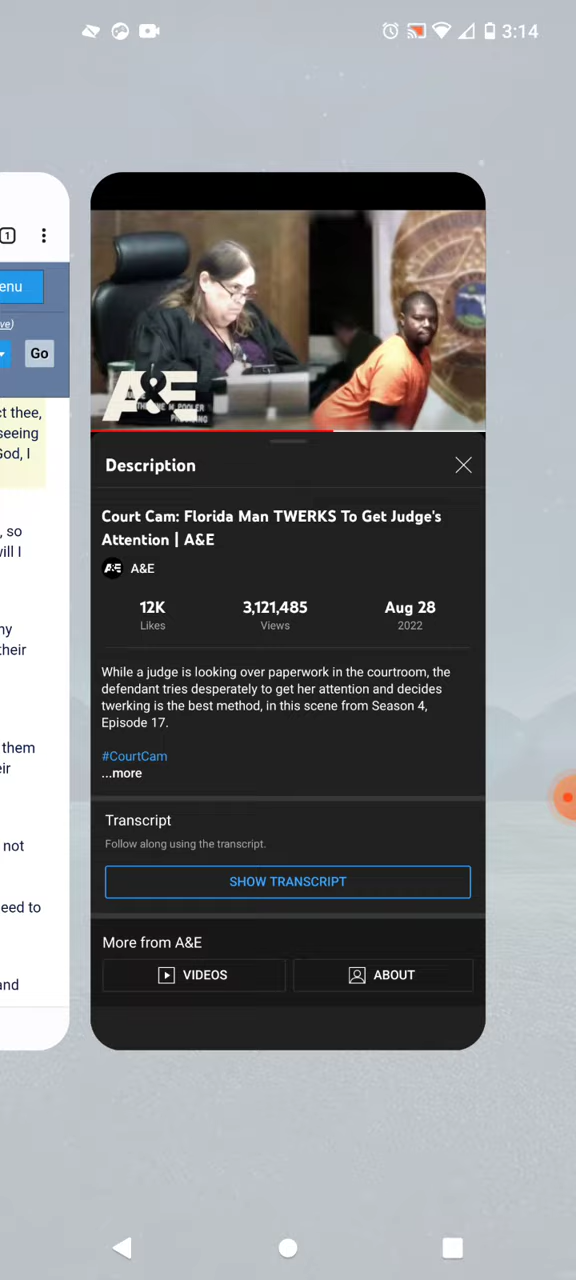 3:14
1
enu
ve)
Go
ct thee,
seeing
God, I
, so
vill I
ny
their
them
eir
not
eed to
and
A&E
PRESIDING
Description
Court Cam: Florida Man TWERKS To Get Judge's
Attention | A&E
A&E A&E
12K 3,121,485 Aug 28
Likes Views 2022
While a judge is looking over paperwork in the courtroom, the
defendant tries desperately to get her attention and decides
twerking is the best method, in this scene from Season 4,
Episode 17.
#CourtCam
...more
Transcript
Follow along using the transcript.
SHOW TRANSCRIPT
More from A&E
VIDEOS ABOUT